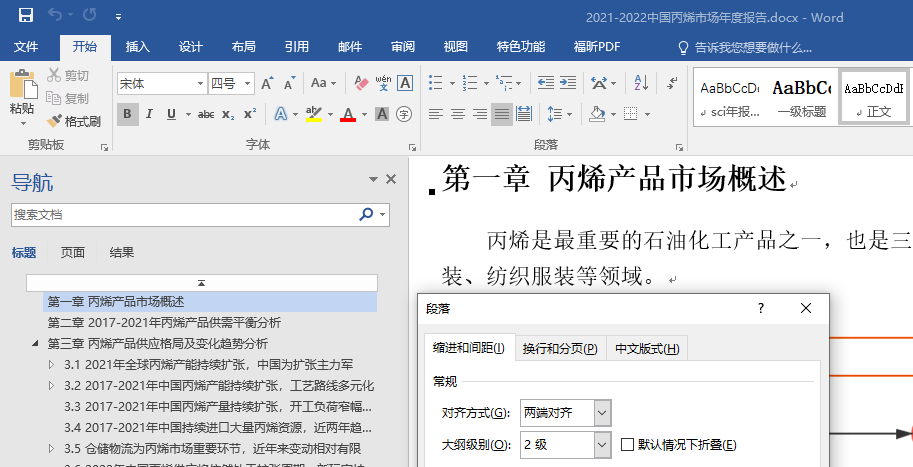 2021-2022中国丙烯市场年度报告.docx - Word
文件 开始 插入 设计 布局 引用 邮件 审阅 视图 特色功能 福昕PDF 告诉我您想要做什么...
粘贴 剪切 复制 格式刷
宋体 四号 A A Aa wén A
B I U abc x₂ x² A aby A A 字
AaBbCcDd AaBbCc AaBbCcDdE
sci年报... 一级标题 正文
剪贴板 字体 段落
导航
搜索文档
标题 页面 结果
第一章 丙烯产品市场概述
第二章 2017-2021年丙烯产品供需平衡分析
第三章 丙烯产品供应格局及变化趋势分析
3.1 2021年全球丙烯产能持续扩张，中国为扩张主力军
3.2 2017-2021年中国丙烯产能持续扩张，工艺路线多元化
3.3 2017-2021年中国丙烯产量持续扩张，开工负荷窄幅...
3.4 2017-2021年中国持续进口大量丙烯资源，近两年趋...
3.5 仓储物流为丙烯市场重要环节，近年来变动相对有限
第一章 丙烯产品市场概述
丙烯是最重要的石油化工产品之一，也是三
装、纺织服装等领域。
段落 ?
缩进和间距(I) 换行和分页(P) 中文版式(H)
常规
对齐方式(G): 两端对齐
大纲级别(O): 2 级 默认情况下折叠(E)